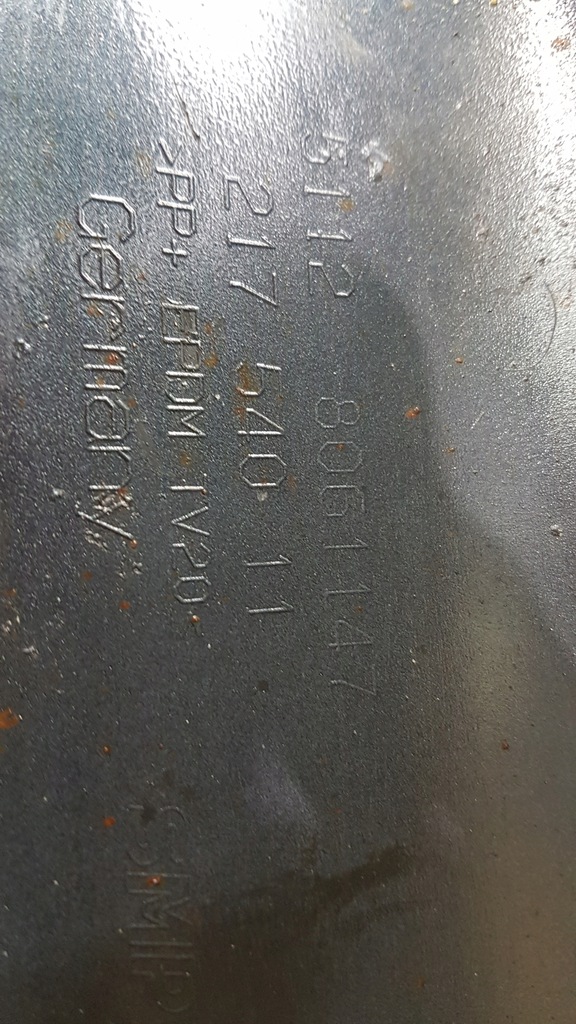 5112 8061147
217 540 11
>PP+ EPDM-TV20<
Germany